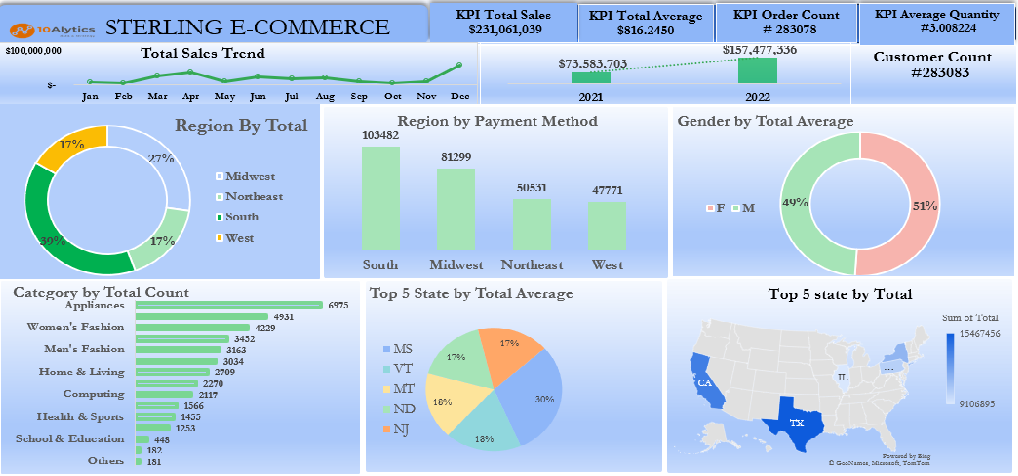 10Alytics
STERLING E-COMMERCE
KPI Total Sales
$231,061,039
KPI Total Average
$816.2450
KPI Order Count
# 283078
KPI Average Quantity
#3.008224
$100,000,000
$-
Total Sales Trend
Jan Feb Mar Apr May Jun Jul Aug Sep Oct Nov Dec
$73,583,703
$157,477,336
2021 2022
Customer Count
#283083
Region By Total
17%
27%
39%
17%
Midwest
Northeast
South
West
Region by Payment Method
103482
81299
50531
47771
South Midwest Northeast West
Gender by Total Average
F M
49%
51%
Category by Total Count
Appliances 6975
4931
Women's Fashion 4229
3452
Men's Fashion 3163
3034
Home & Living 2709
2270
Computing 2117
1566
Health & Sports 1455
1253
School & Education 448
182
Others 181
Top 5 State by Total Average
MS
VT
MT
ND
NJ
17%
17%
18%
18%
30%
Top 5 state by Total
CA
TX
IL
...
Sum of Total
15467456
9106895
Powered by Bing
© GeoNames, Microsoft, TomTom